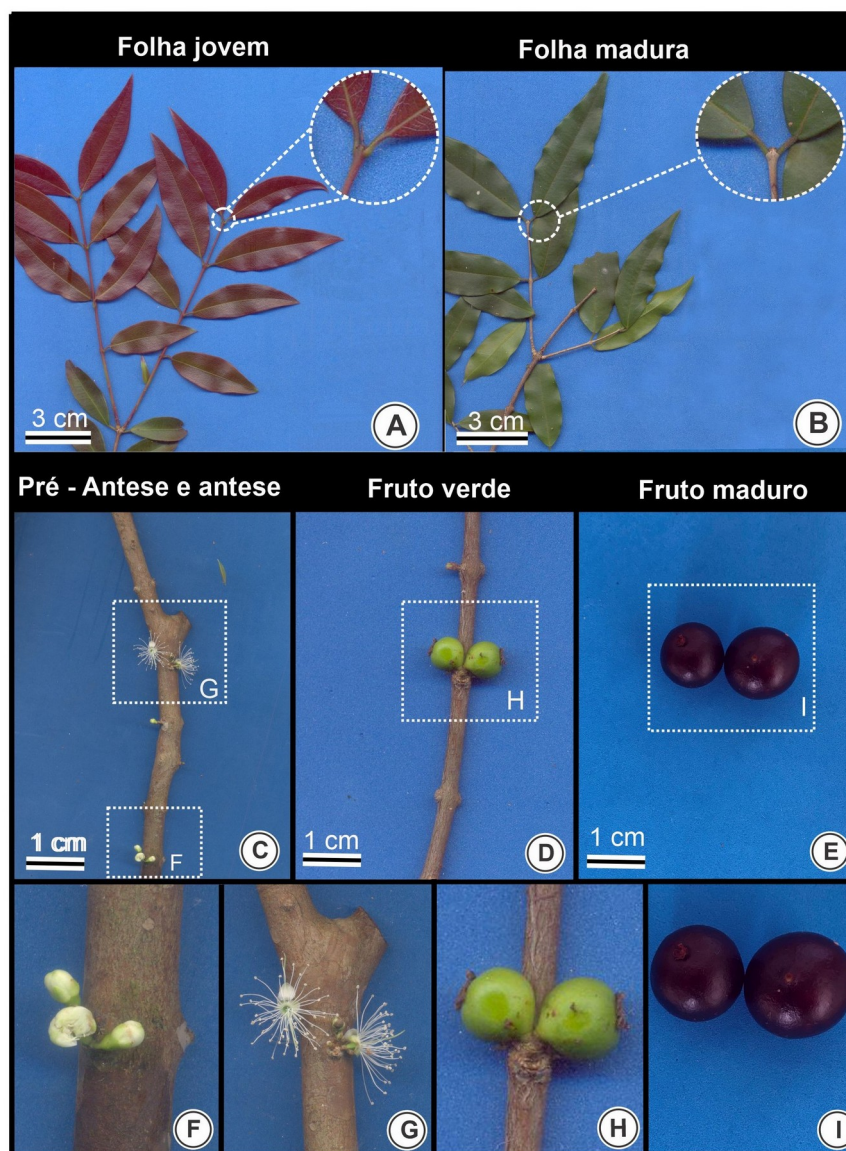 Folha jovem
Folha madura
3 cm
A
3 cm
B
Pré - Antese e antese
Fruto verde
Fruto maduro
G
H
I
F
1 cm
C
1 cm
D
1 cm
E
F
G
H
I